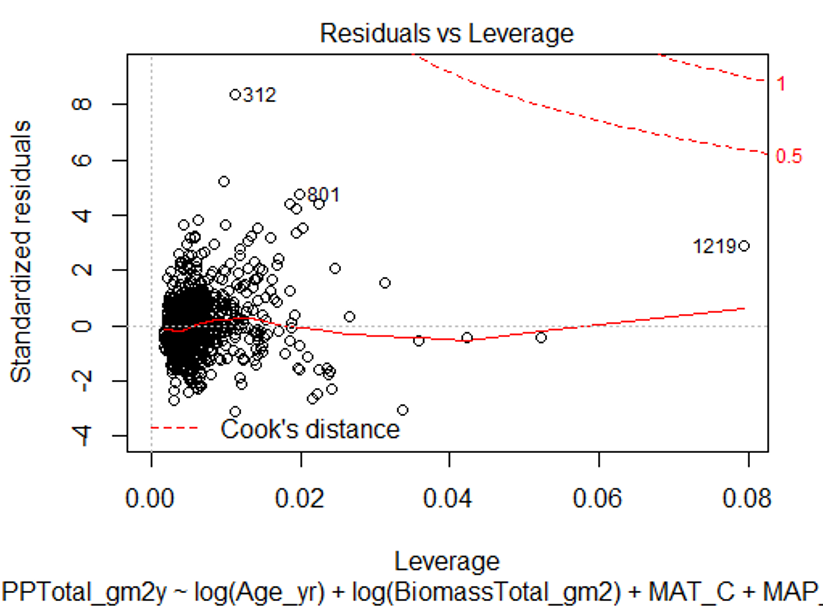 Residuals vs Leverage
Standardized residuals
8
6
4
2
0
-2
-4
312
801
1219
1
0.5
Cook's distance
0.00 0.02 0.04 0.06 0.08
Leverage
PPTotal_gm2y ~ log(Age_yr) + log(BiomassTotal_gm2) + MAT_C + MAP_